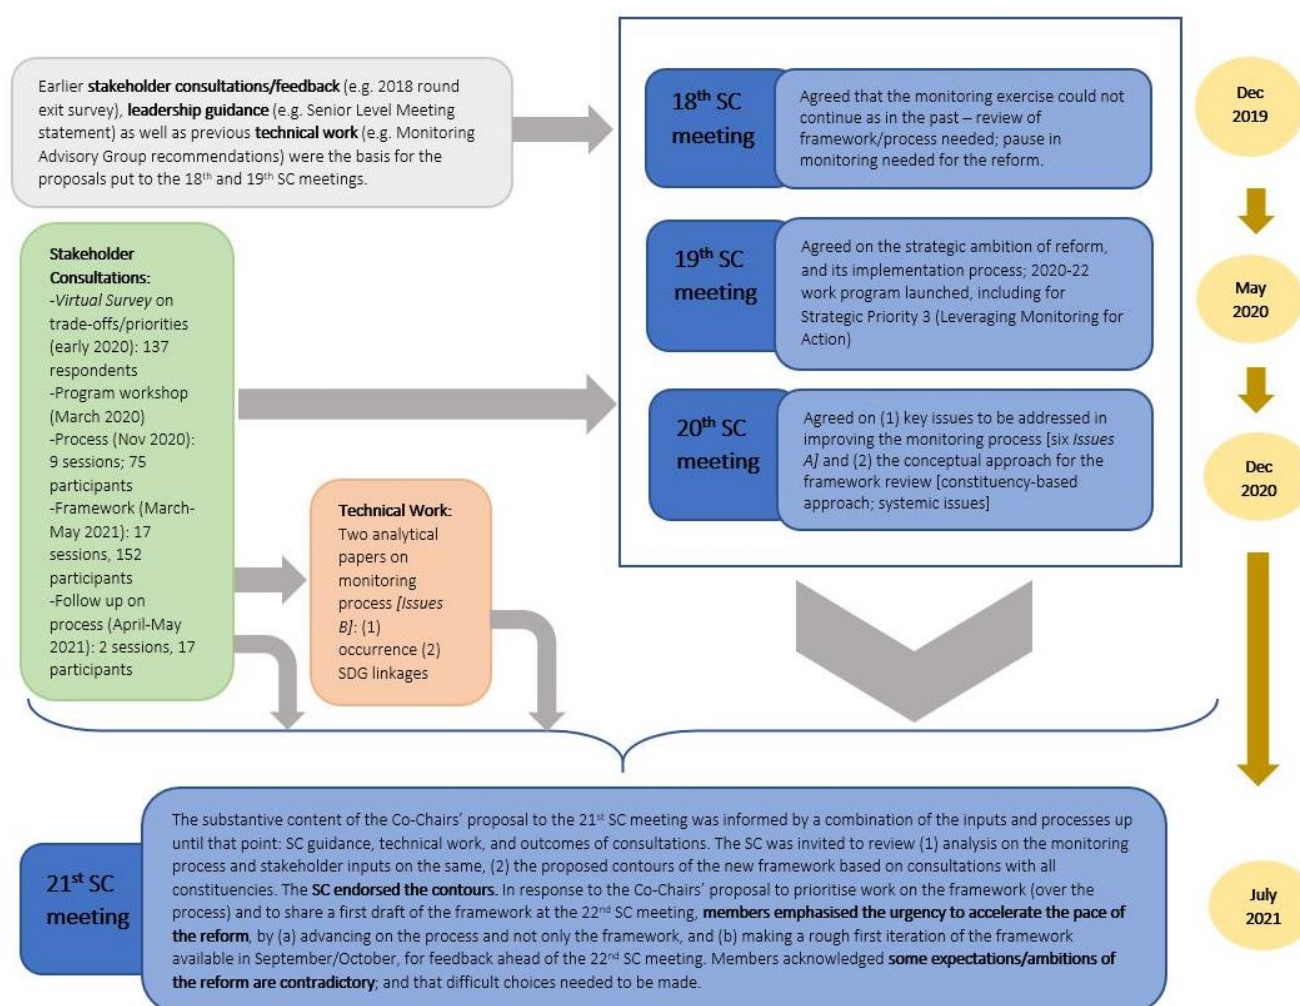 Earlier stakeholder consultations/feedback (e.g. 2018 round
exit survey), leadership guidance (e.g. Senior Level Meeting
statement) as well as previous technical work (e.g. Monitoring
Advisory Group recommendations) were the basis for the
proposals put to the 18th and 19th SC meetings.
18th SC
meeting
Agreed that the monitoring exercise could not
continue as in the past – review of
framework/process needed; pause in
monitoring needed for the reform.
Dec
2019
Stakeholder
Consultations:
-Virtual Survey on
trade-offs/priorities
(early 2020): 137
respondents
-Program workshop
(March 2020)
-Process (Nov 2020):
9 sessions; 75
participants
-Framework (March-
May 2021): 17
sessions, 152
participants
-Follow up on
process (April-May
2021): 2 sessions, 17
participants
19th SC
meeting
Agreed on the strategic ambition of reform,
and its implementation process; 2020-22
work program launched, including for
Strategic Priority 3 (Leveraging Monitoring for
Action)
May
2020
20th SC
meeting
Agreed on (1) key issues to be addressed in
improving the monitoring process [six Issues
A] and (2) the conceptual approach for the
framework review [constituency-based
approach; systemic issues]
Dec
2020
Technical Work:
Two analytical
papers on
monitoring
process [Issues
B]: (1)
occurrence (2)
SDG linkages
21st SC
meeting
The substantive content of the Co-Chairs’ proposal to the 21st SC meeting was informed by a combination of the inputs and processes up
until that point: SC guidance, technical work, and outcomes of consultations. The SC was invited to review (1) analysis on the monitoring
process and stakeholder inputs on the same, (2) the proposed contours of the new framework based on consultations with all
constituencies. The SC endorsed the contours. In response to the Co-Chairs’ proposal to prioritise work on the framework (over the
process) and to share a first draft of the framework at the 22nd SC meeting, members emphasised the urgency to accelerate the pace of
the reform, by (a) advancing on the process and not only the framework, and (b) making a rough first iteration of the framework
available in September/October, for feedback ahead of the 22nd SC meeting. Members acknowledged some expectations/ambitions of
the reform are contradictory; and that difficult choices needed to be made.
July
2021